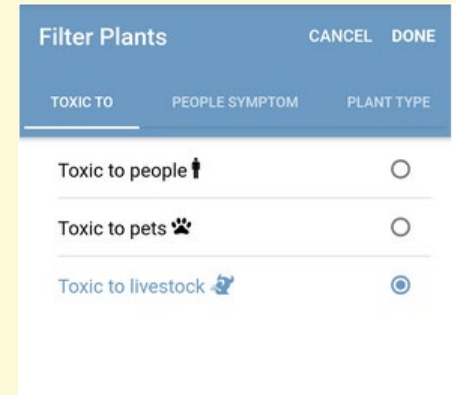 Filter Plants CANCEL DONE
TOXIC TO PEOPLE SYMPTOM PLANT TYPE
Toxic to people
Toxic to pets
Toxic to livestock